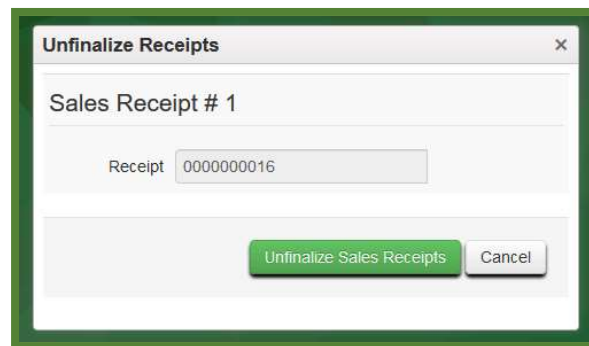 Unfinalize Receipts ×
Sales Receipt # 1
Receipt 0000000016
Unfinalize Sales Receipts Cancel